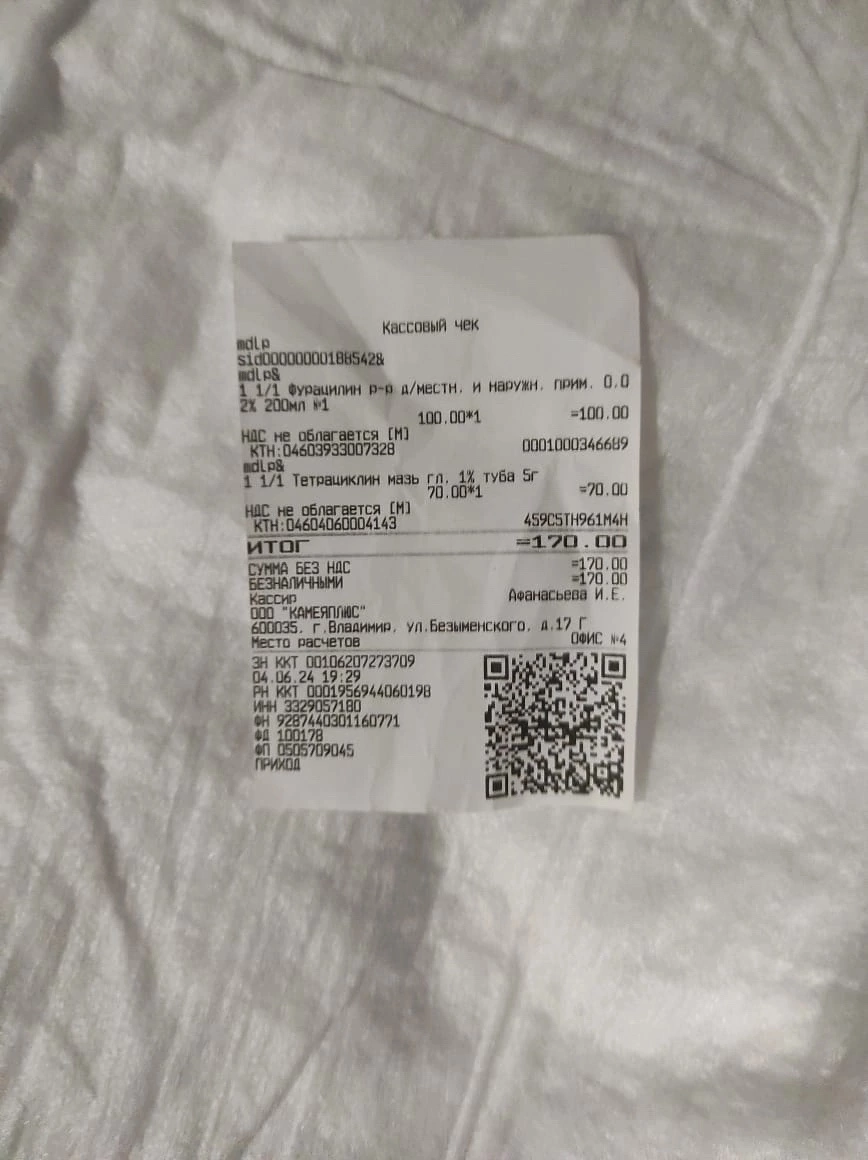 Кассовый чек
mdlp
sid00000000188542&
mdlp&
1 1/1 Фурацилин р-р д/местн. и наружн. прим. 0,0
2% 200мл №1
100.00*1 =100.00
НДС не облагается [М]
КТН:04603933007328 0001000346689
mdlp&
1 1/1 Тетрациклин мазь гл. 1% туба 5г
70.00*1 =70.00
НДС не облагается [М]
КТН:04604060004143 459C5TH961M4H
ИТОГ =170.00
СУММА БЕЗ НДС =170.00
БЕЗНАЛИЧНЫМИ =170.00
Кассир Афанасьева И.Е.
ООО "КАМЕЯПЛЮС"
600035, г.Владимир, ул.Безыменского, д.17 Г
Место расчетов ОФИС №4
ЗН ККТ 00106207273709
04.06.24 19:29
РН ККТ 0001956944060198
ИНН 3329057180
ФН 9287440301160771
ФД 100178
ФП 0505709045
ПРИХОД